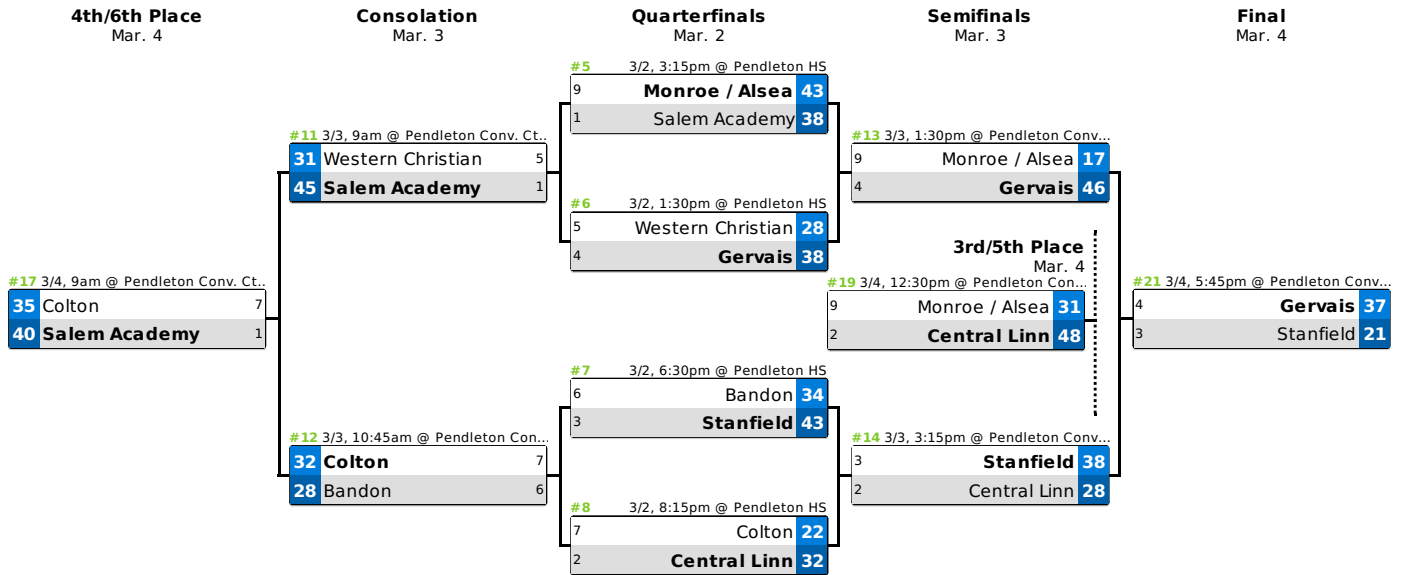 4th/6th Place
Mar. 4
Consolation
Mar. 3
Quarterfinals
Mar. 2
Semifinals
Mar. 3
Final
Mar. 4
#17 3/4, 9am @ Pendleton Conv. Ct..
35 Colton 7
40 Salem Academy 1
#11 3/3, 9am @ Pendleton Conv. Ct..
31 Western Christian 5
45 Salem Academy 1
#12 3/3, 10:45am @ Pendleton Con...
32 Colton 7
28 Bandon 6
#5 3/2, 3:15pm @ Pendleton HS
9 Monroe / Alsea 43
1 Salem Academy 38
#6 3/2, 1:30pm @ Pendleton HS
5 Western Christian 28
4 Gervais 38
#7 3/2, 6:30pm @ Pendleton HS
6 Bandon 34
3 Stanfield 43
#8 3/2, 8:15pm @ Pendleton HS
7 Colton 22
2 Central Linn 32
#13 3/3, 1:30pm @ Pendleton Conv...
9 Monroe / Alsea 17
4 Gervais 46
3rd/5th Place
Mar. 4
#19 3/4, 12:30pm @ Pendleton Con...
9 Monroe / Alsea 31
2 Central Linn 48
#14 3/3, 3:15pm @ Pendleton Conv...
3 Stanfield 38
2 Central Linn 28
#21 3/4, 5:45pm @ Pendleton Conv...
4 Gervais 37
3 Stanfield 21